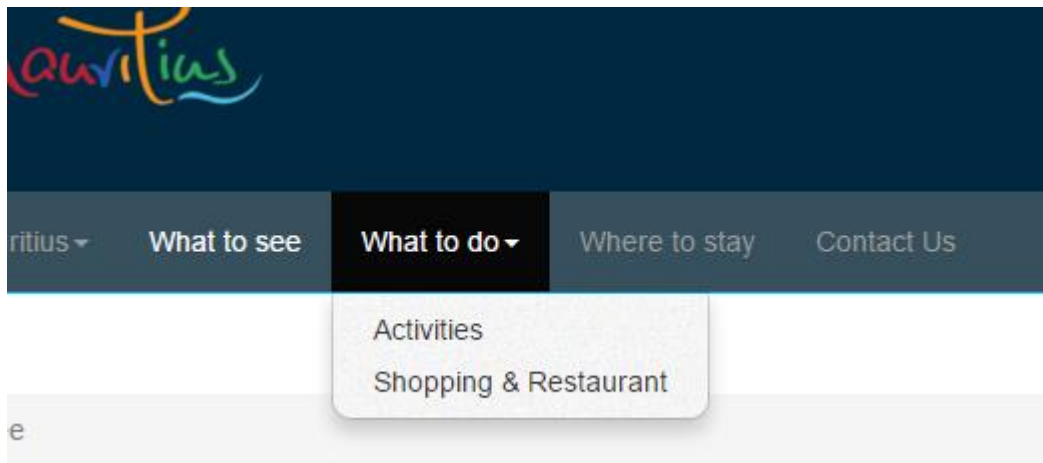 auritius
ritius What to see What to do Where to stay Contact Us
Activities
Shopping & Restaurant
e